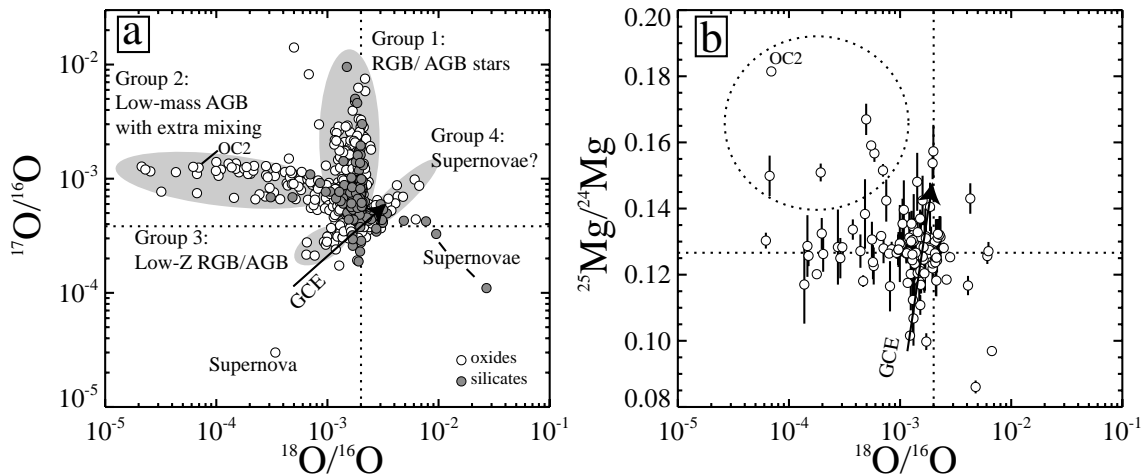 a
Group 1:
RGB/ AGB stars
Group 2:
Low-mass AGB
with extra mixing
OC2
Group 4:
Supernovae?
Group 3:
Low-Z RGB/AGB
GCE
Supernovae
Supernova
oxides
silicates
10⁻²
10⁻³
10⁻⁴
10⁻⁵
¹⁷O/¹⁶O
10⁻⁵ 10⁻⁴ 10⁻³ 10⁻² 10⁻¹
¹⁸O/¹⁶O
b
OC2
GCE
0.20
0.18
0.16
0.14
0.12
0.10
0.08
²⁵Mg/²⁴Mg
10⁻⁵ 10⁻⁴ 10⁻³ 10⁻² 10⁻¹
¹⁸O/¹⁶O